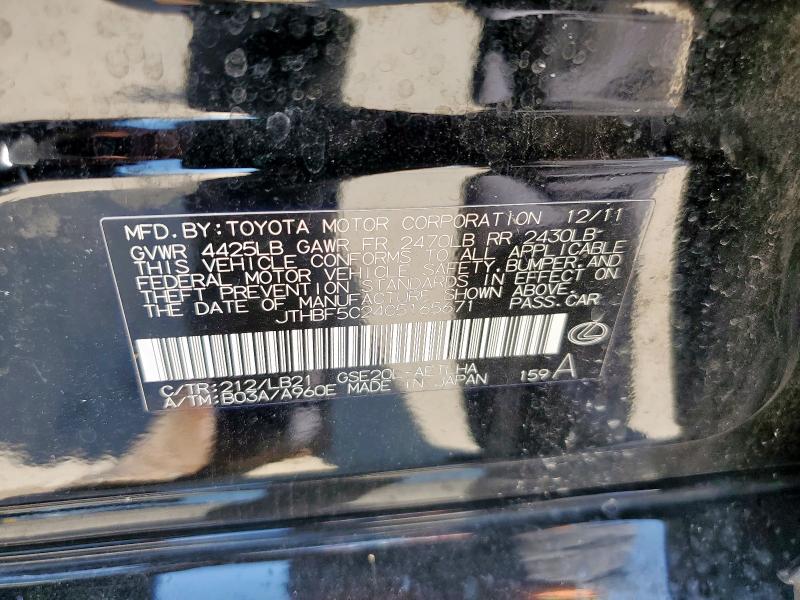 MFD. BY: TOYOTA MOTOR CORPORATION 12/11
GVWR 4425LB GAWR FR 2470LB RR 2430LB
THIS VEHICLE CONFORMS TO ALL APPLICABLE
FEDERAL MOTOR VEHICLE SAFETY, BUMPER, AND
THEFT PREVENTION STANDARDS IN EFFECT ON
THE DATE OF MANUFACTURE SHOWN ABOVE.
JTHBF5C24C5165671 PASS. CAR
C/TR: 212/LB21 GSE20L-AETLHA 159 A
A/TM: B03A/A960E MADE IN JAPAN